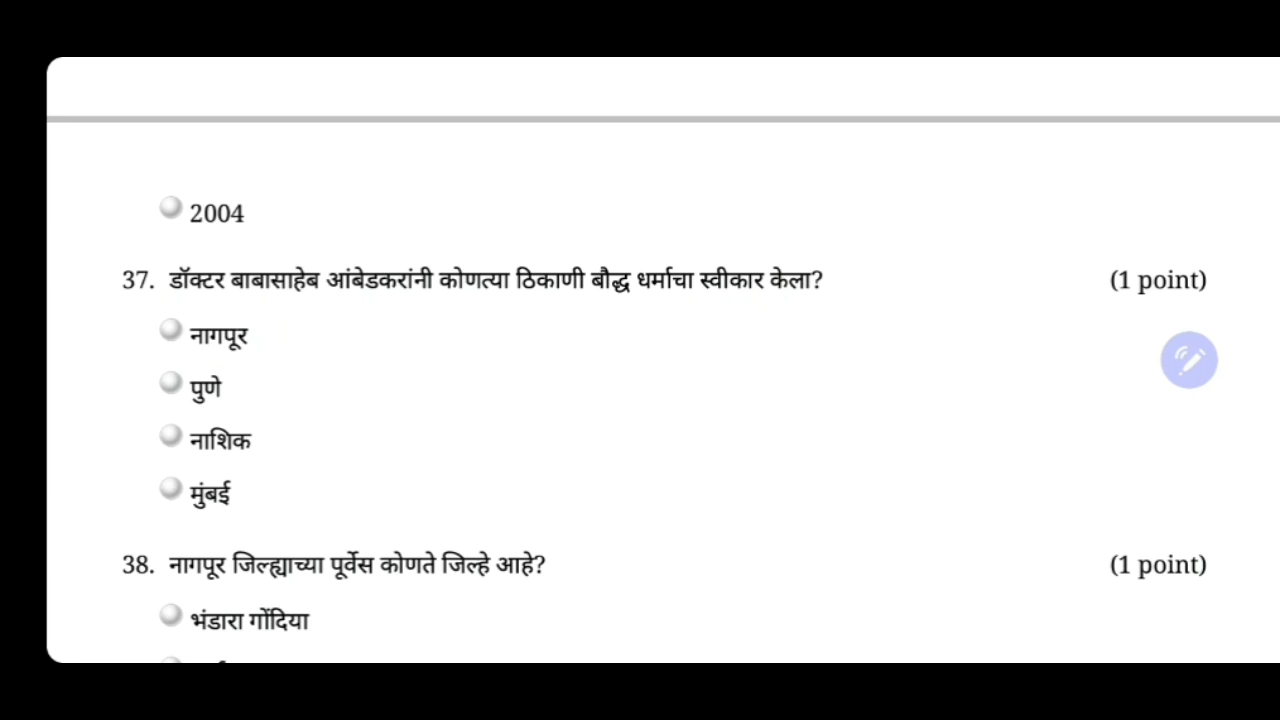 2004
37. डॉक्टर बाबासाहेब आंबेडकरांनी कोणत्या ठिकाणी बौद्ध धर्माचा स्वीकार केला? (1 point)
नागपूर
पुणे
नाशिक
मुंबई
38. नागपूर जिल्ह्याच्या पूर्वेस कोणते जिल्हे आहे? (1 point)
भंडारा गोंदिया